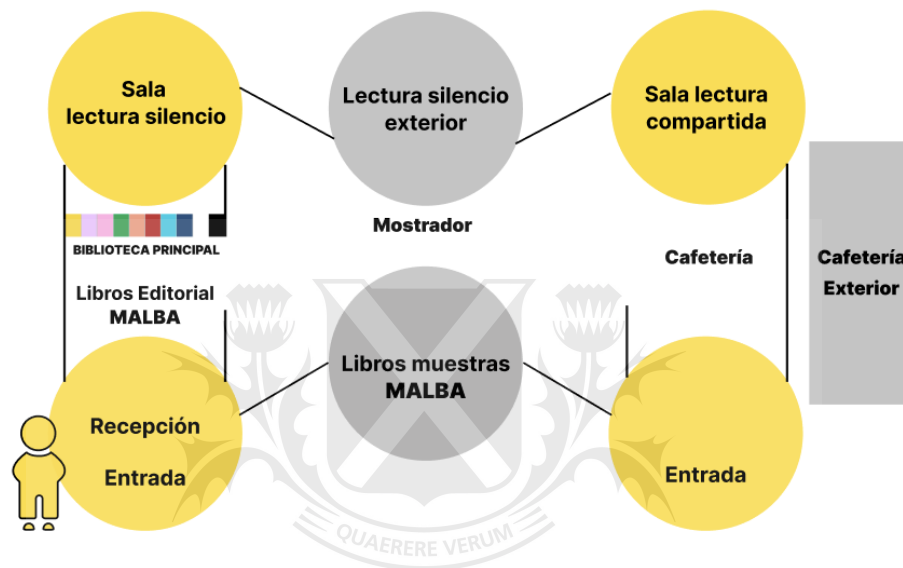 Sala
lectura silencio
Lectura silencio
exterior
Sala lectura
compartida
Mostrador
BIBLIOTECA PRINCIPAL
Cafetería
Cafetería
Exterior
Libros Editorial
MALBA
Libros muestras
MALBA
Recepción
Entrada
Entrada
QUAERERE VERUM